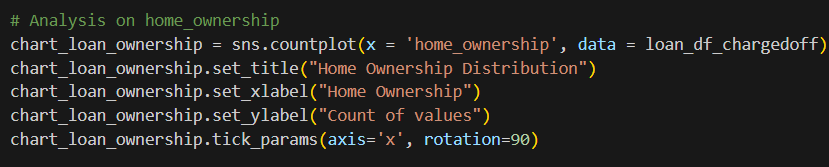 # Analysis on home_ownership
chart_loan_ownership = sns.countplot(x = 'home_ownership', data = loan_df_chargedoff)
chart_loan_ownership.set_title("Home Ownership Distribution")
chart_loan_ownership.set_xlabel("Home Ownership")
chart_loan_ownership.set_ylabel("Count of values")
chart_loan_ownership.tick_params(axis='x', rotation=90)